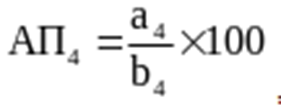 АП₄ = a₄/b₄ × 100 ;